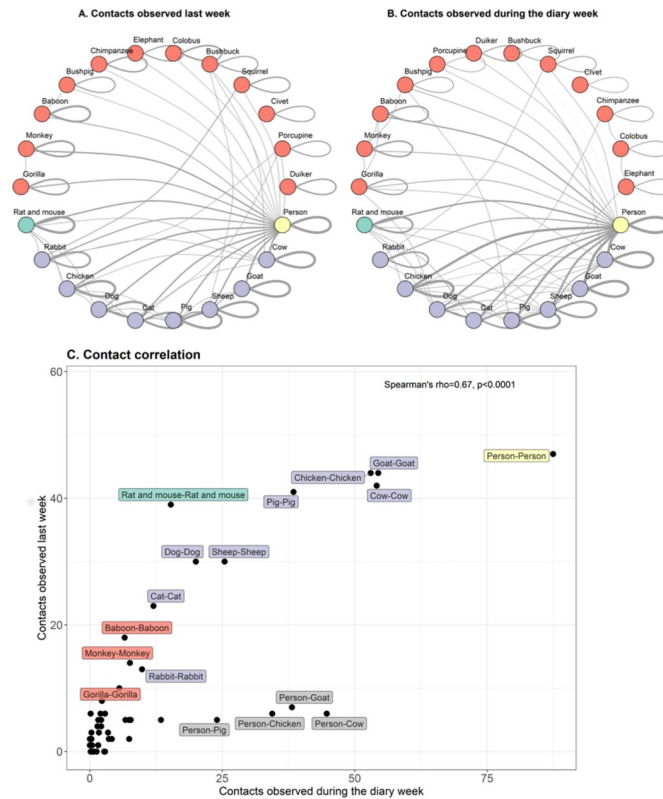 A. Contacts observed last week
Elephant
Colobus
Chimpanzee
Bushbuck
Bushpig
Squirrel
Baboon
Civet
Monkey
Porcupine
Gorilla
Duiker
Rat and mouse
Person
Rabbit
Cow
Chicken
Goat
Dog
Sheep
Cat
Pig
B. Contacts observed during the diary week
Duiker
Bushbuck
Porcupine
Squirrel
Bushpig
Civet
Baboon
Chimpanzee
Monkey
Colobus
Gorilla
Elephant
Rat and mouse
Person
Rabbit
Cow
Chicken
Goat
Dog
Sheep
Cat
Pig
C. Contact correlation
Spearman's rho=0.67, p<0.0001
60
40
20
0
Contacts observed last week
Person-Person
Goat-Goat
Chicken-Chicken
Cow-Cow
Rat and mouse-Rat and mouse
Pig-Pig
Dog-Dog
Sheep-Sheep
Cat-Cat
Baboon-Baboon
Monkey-Monkey
Rabbit-Rabbit
Gorilla-Gorilla
Person-Goat
Person-Chicken
Person-Cow
Person-Pig
0
25
50
75
Contacts observed during the diary week